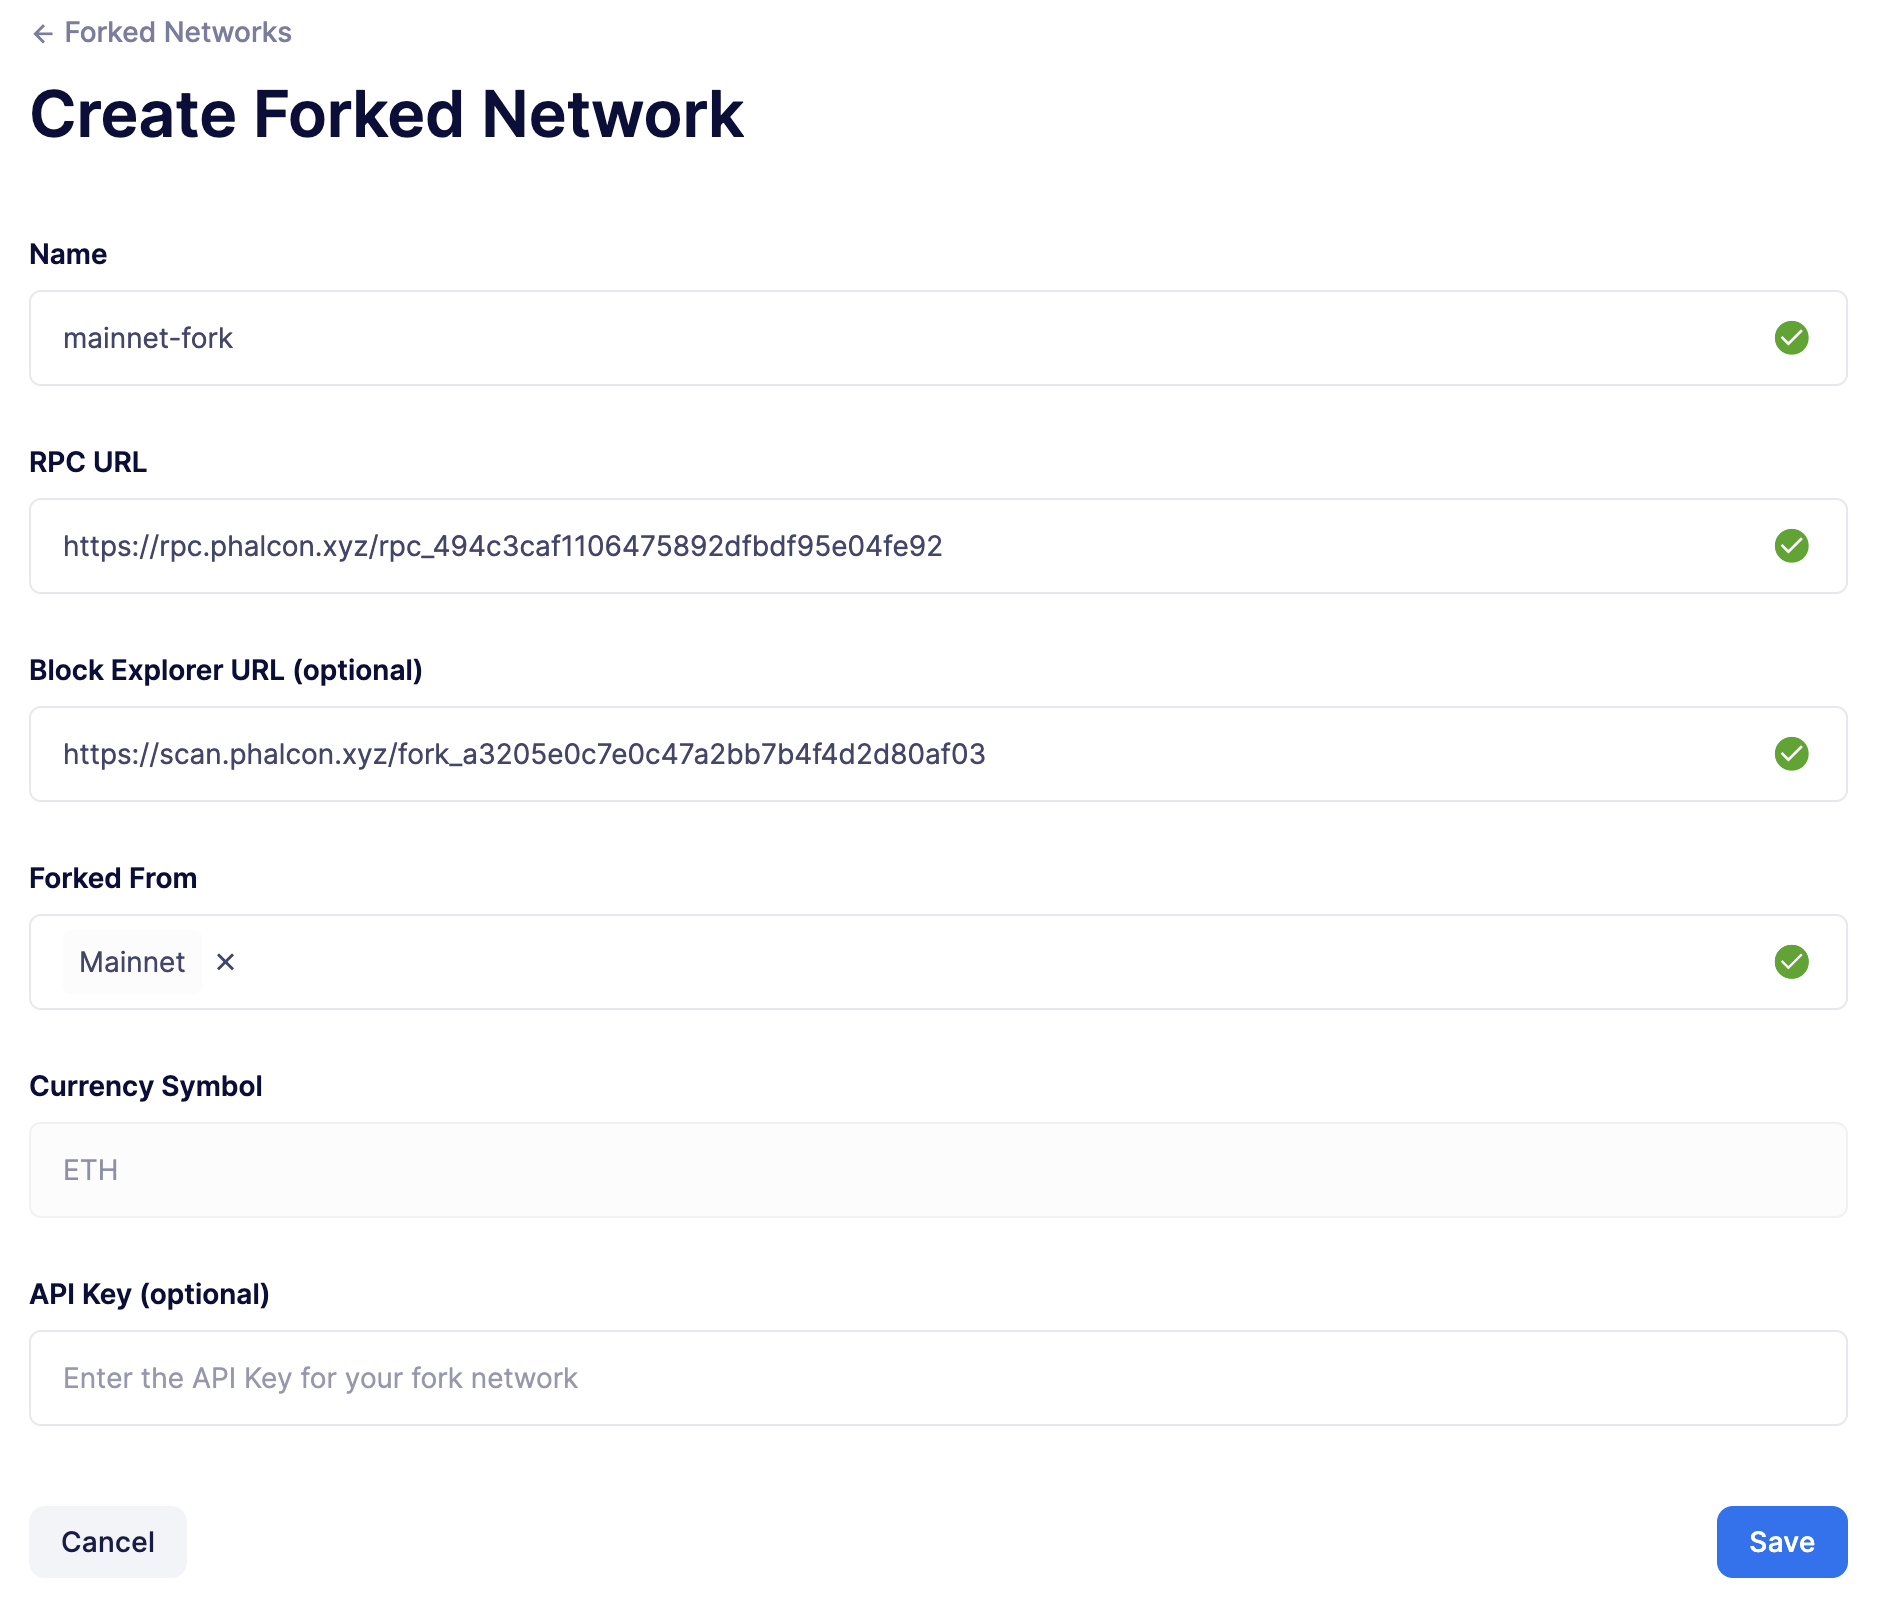 ← Forked Networks
Create Forked Network
Name
mainnet-fork
RPC URL
https://rpc.phalcon.xyz/rpc_494c3caf1106475892dfbdf95e04fe92
Block Explorer URL (optional)
https://scan.phalcon.xyz/fork_a3205e0c7e0c47a2bb7b4f4d2d80af03
Forked From
Mainnet ×
Currency Symbol
ETH
API Key (optional)
Enter the API Key for your fork network
Cancel
Save